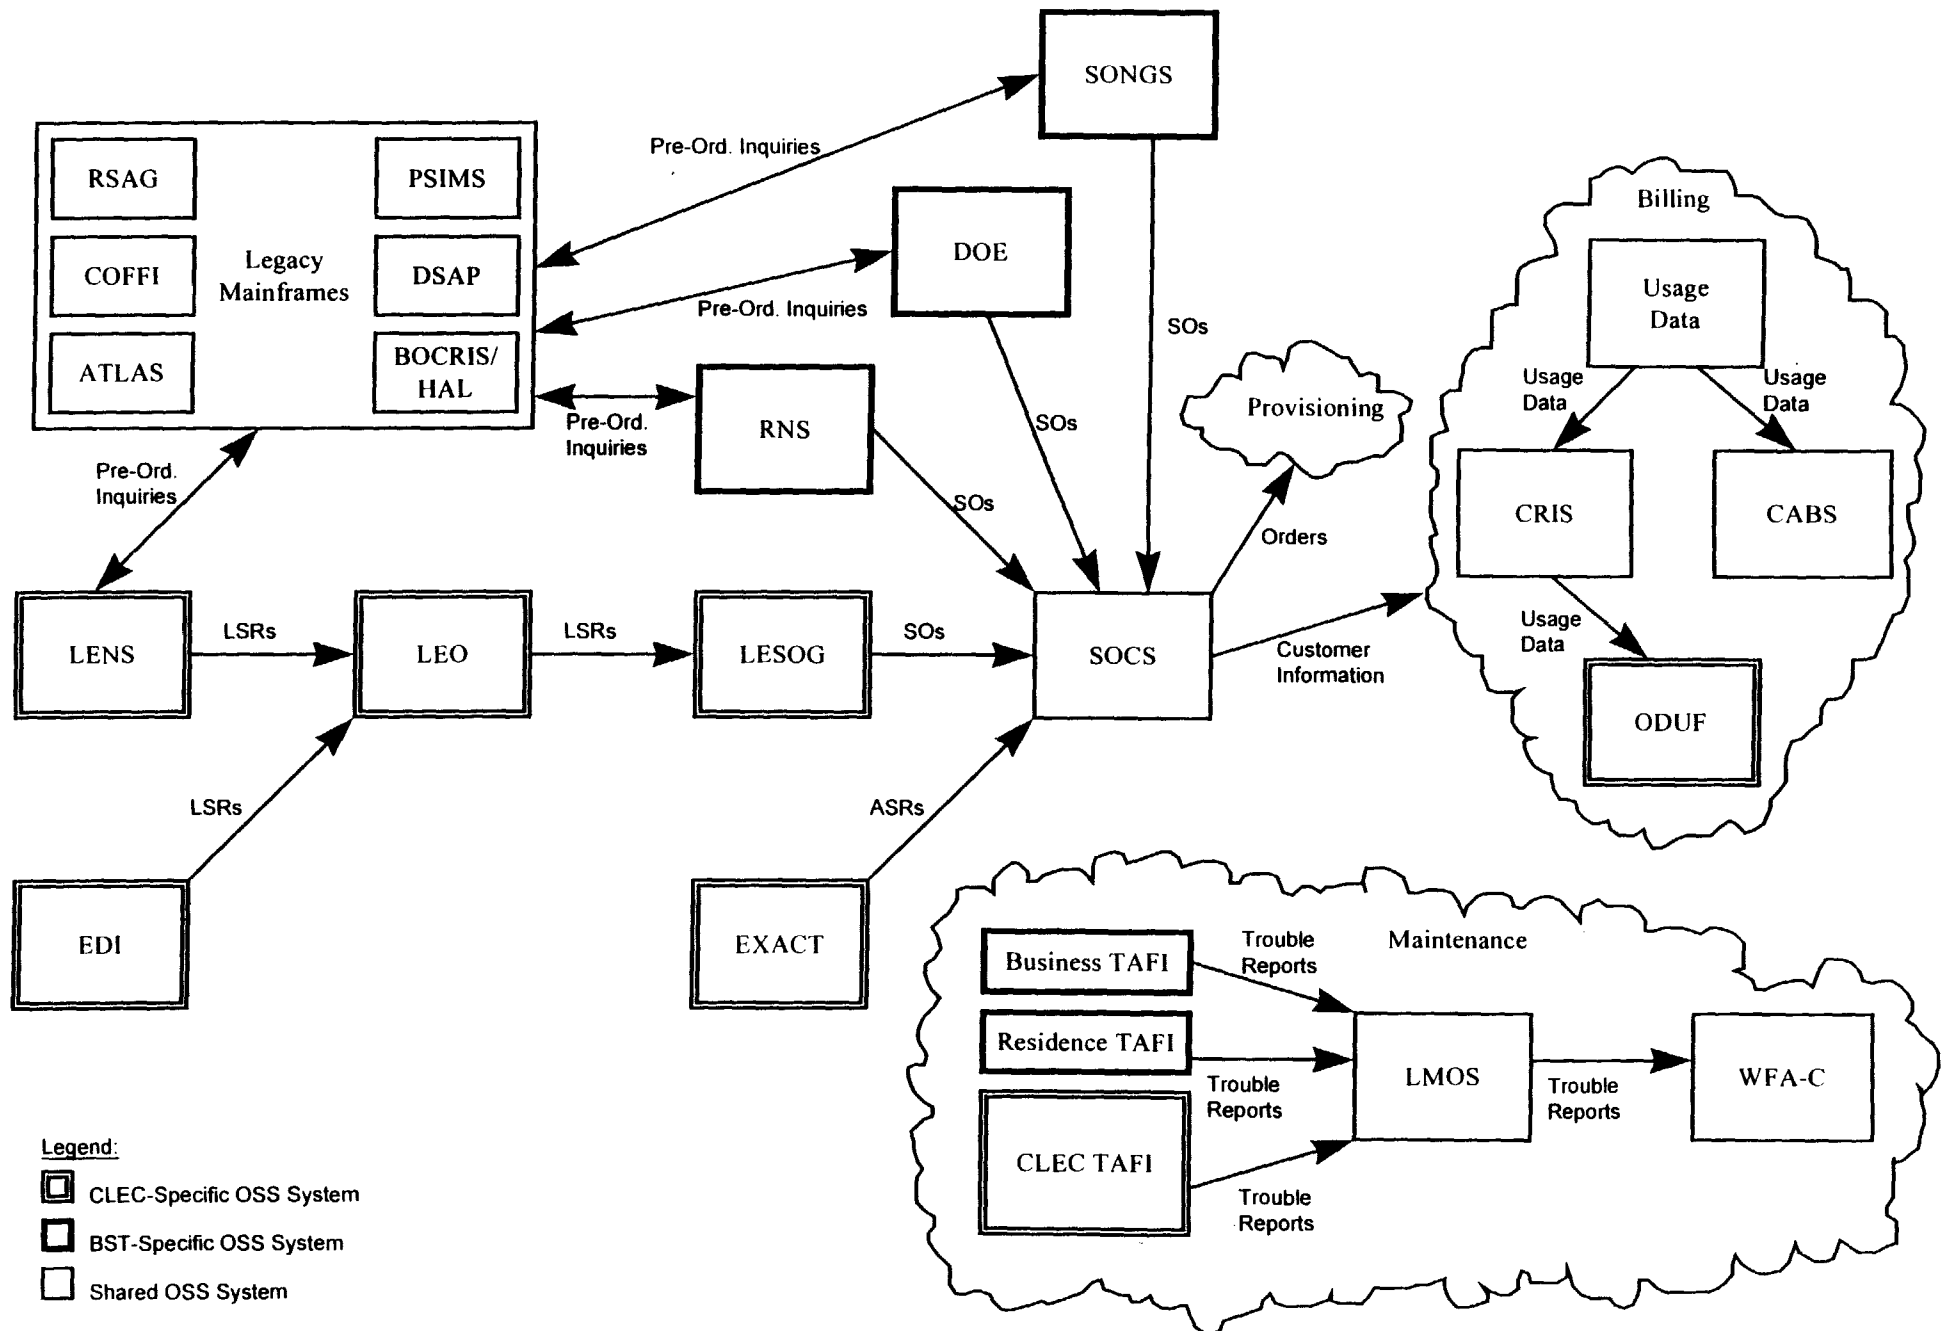 SONGS
Pre-Ord. Inquiries
RSAG
PSIMS
COFFI
Legacy
Mainframes
DSAP
ATLAS
BOCRIS/
HAL
DOE
Pre-Ord. Inquiries
SOs
Pre-Ord.
Inquiries
RNS
SOs
SOs
Pre-Ord.
Inquiries
Provisioning
Orders
LENS
LSRs
LEO
LSRs
LESOG
SOs
SOCS
Customer
Information
LSRs
ASRs
EDI
EXACT
Billing
Usage
Data
Usage
Data
Usage
Data
CRIS
CABS
Usage
Data
ODUF
Maintenance
Business TAFI
Trouble
Reports
Residence TAFI
Trouble
Reports
CLEC TAFI
Trouble
Reports
LMOS
Trouble
Reports
WFA-C
Legend:
CLEC-Specific OSS System
BST-Specific OSS System
Shared OSS System